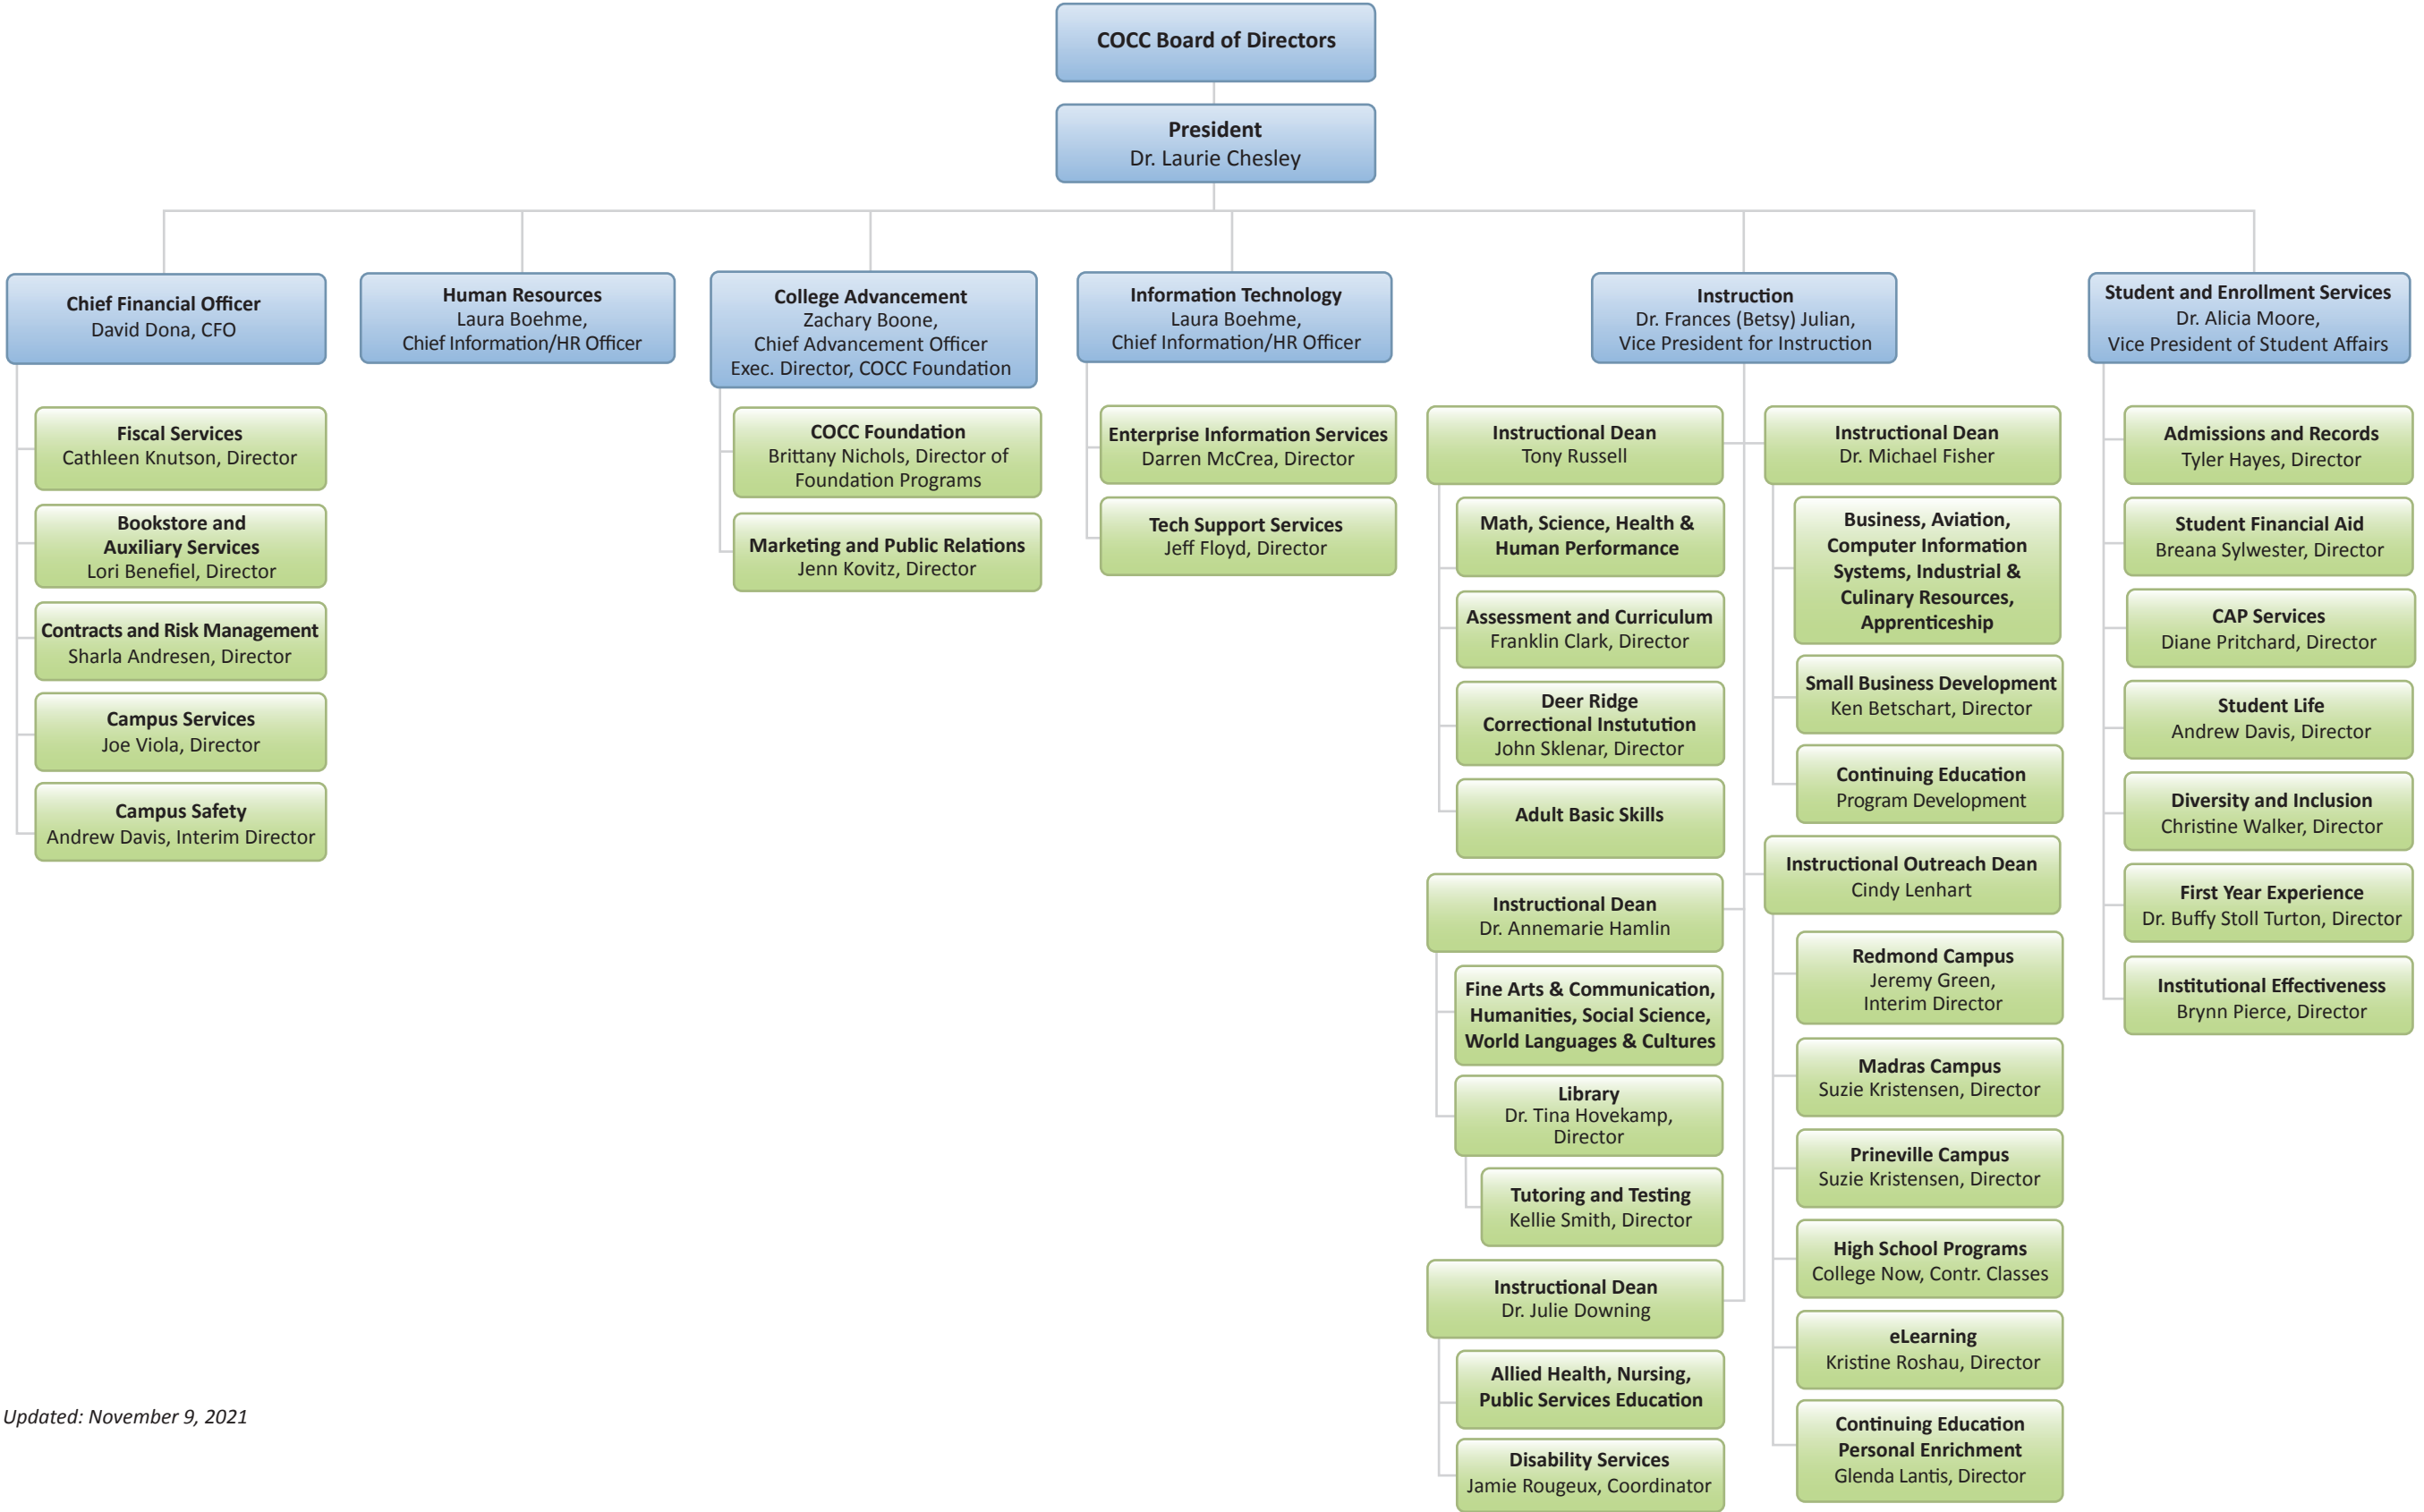 COCC Board of Directors
President
Dr. Laurie Chesley
Chief Financial Officer
David Dona, CFO
Fiscal Services
Cathleen Knutson, Director
Bookstore and
Auxiliary Services
Lori Benefiel, Director
Contracts and Risk Management
Sharla Andresen, Director
Campus Services
Joe Viola, Director
Campus Safety
Andrew Davis, Interim Director
Human Resources
Laura Boehme,
Chief Information/HR Officer
College Advancement
Zachary Boone,
Chief Advancement Officer
Exec. Director, COCC Foundation
COCC Foundation
Brittany Nichols, Director of
Foundation Programs
Marketing and Public Relations
Jenn Kovitz, Director
Information Technology
Laura Boehme,
Chief Information/HR Officer
Enterprise Information Services
Darren McCrea, Director
Tech Support Services
Jeff Floyd, Director
Instruction
Dr. Frances (Betsy) Julian,
Vice President for Instruction
Instructional Dean
Tony Russell
Math, Science, Health &
Human Performance
Assessment and Curriculum
Franklin Clark, Director
Deer Ridge
Correctional Instutution
John Sklenar, Director
Adult Basic Skills
Instructional Dean
Dr. Annemarie Hamlin
Fine Arts & Communication,
Humanities, Social Science,
World Languages & Cultures
Library
Dr. Tina Hovekamp,
Director
Tutoring and Testing
Kellie Smith, Director
Instructional Dean
Dr. Julie Downing
Allied Health, Nursing,
Public Services Education
Disability Services
Jamie Rougeux, Coordinator
Instructional Dean
Dr. Michael Fisher
Business, Aviation,
Computer Information
Systems, Industrial &
Culinary Resources,
Apprenticeship
Small Business Development
Ken Betschart, Director
Continuing Education
Program Development
Instructional Outreach Dean
Cindy Lenhart
Redmond Campus
Jeremy Green,
Interim Director
Madras Campus
Suzie Kristensen, Director
Prineville Campus
Suzie Kristensen, Director
High School Programs
College Now, Contr. Classes
eLearning
Kristine Roshau, Director
Continuing Education
Personal Enrichment
Glenda Lantis, Director
Student and Enrollment Services
Dr. Alicia Moore,
Vice President of Student Affairs
Admissions and Records
Tyler Hayes, Director
Student Financial Aid
Breana Sylwester, Director
CAP Services
Diane Pritchard, Director
Student Life
Andrew Davis, Director
Diversity and Inclusion
Christine Walker, Director
First Year Experience
Dr. Buffy Stoll Turton, Director
Institutional Effectiveness
Brynn Pierce, Director
Updated: November 9, 2021